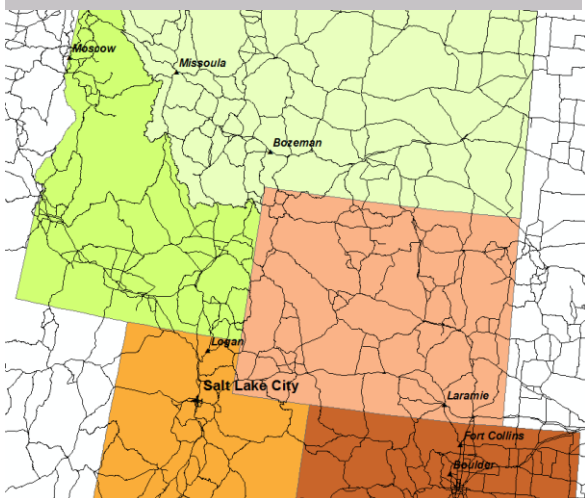 Moscow
Missoula
Bozeman
Logan
Salt Lake City
Laramie
Fort Collins
Boulder